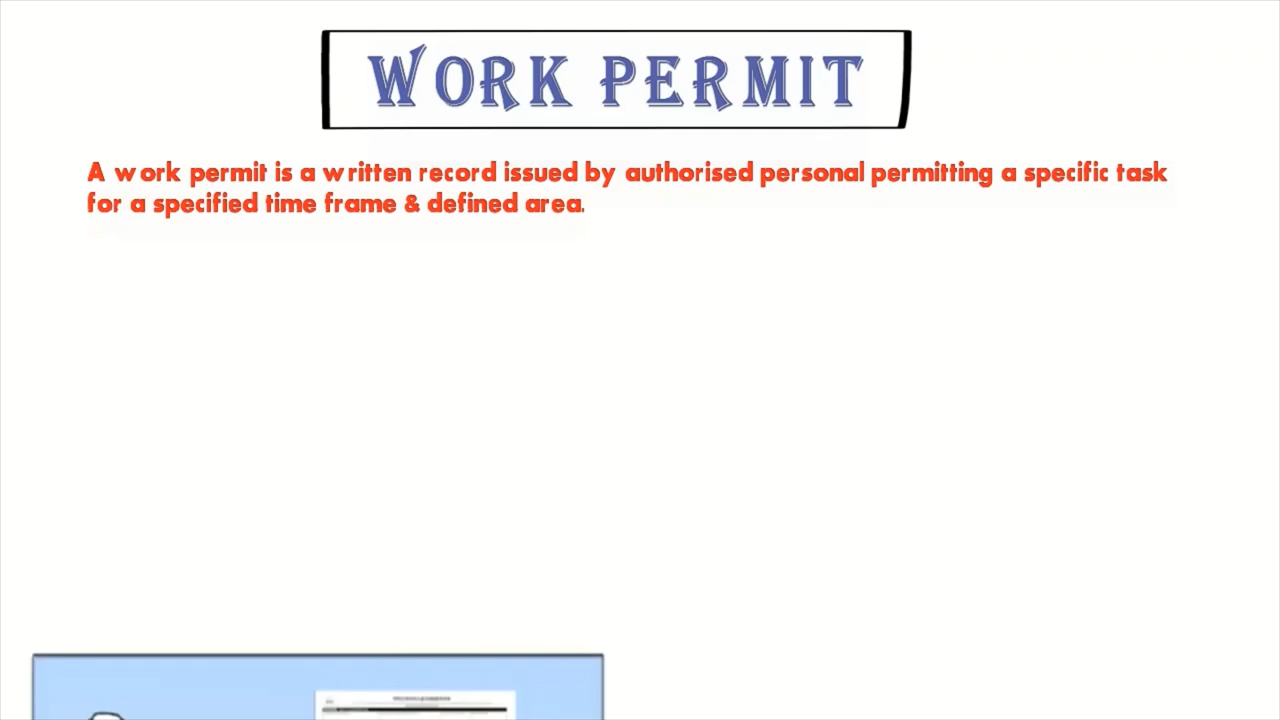 WORK PERMIT
A work permit is a written record issued by authorised personal permitting a specific task
for a specified time frame & defined area.